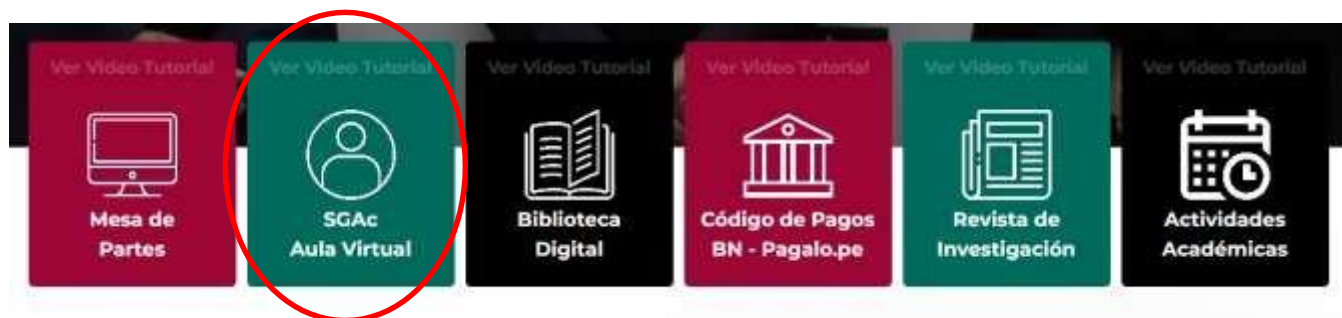 Ver Video Tutorial
Mesa de
Partes
Ver Video Tutorial
SGAc
Aula Virtual
Ver Video Tutorial
Biblioteca
Digital
Ver Video Tutorial
Código de Pagos
BN - Pagalo.pe
Ver Video Tutorial
Revista de
Investigación
Ver Video Tutorial
Actividades
Académicas